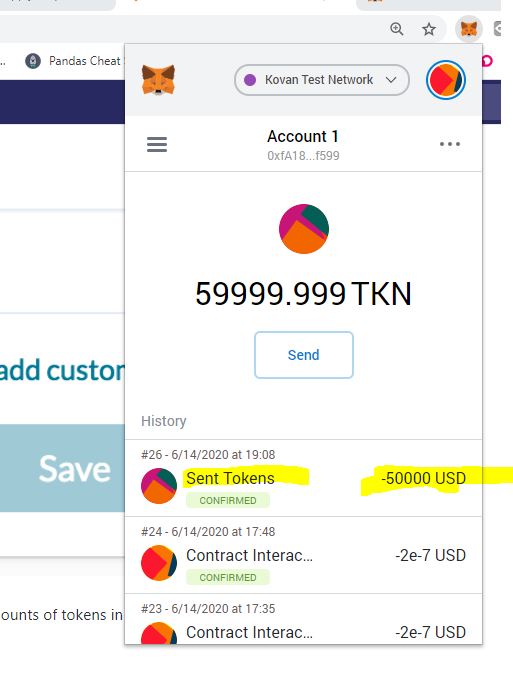 Pandas Cheat
Kovan Test Network
Account 1
0xfA18...f599
59999.999 TKN
Send
add custor
Save
History
#26 - 6/14/2020 at 19:08
Sent Tokens
-50000 USD
CONFIRMED
#24 - 6/14/2020 at 17:48
Contract Interac...
-2e-7 USD
CONFIRMED
#23 - 6/14/2020 at 17:35
ounts of tokens in
Contract Interac...
-2e-7 USD